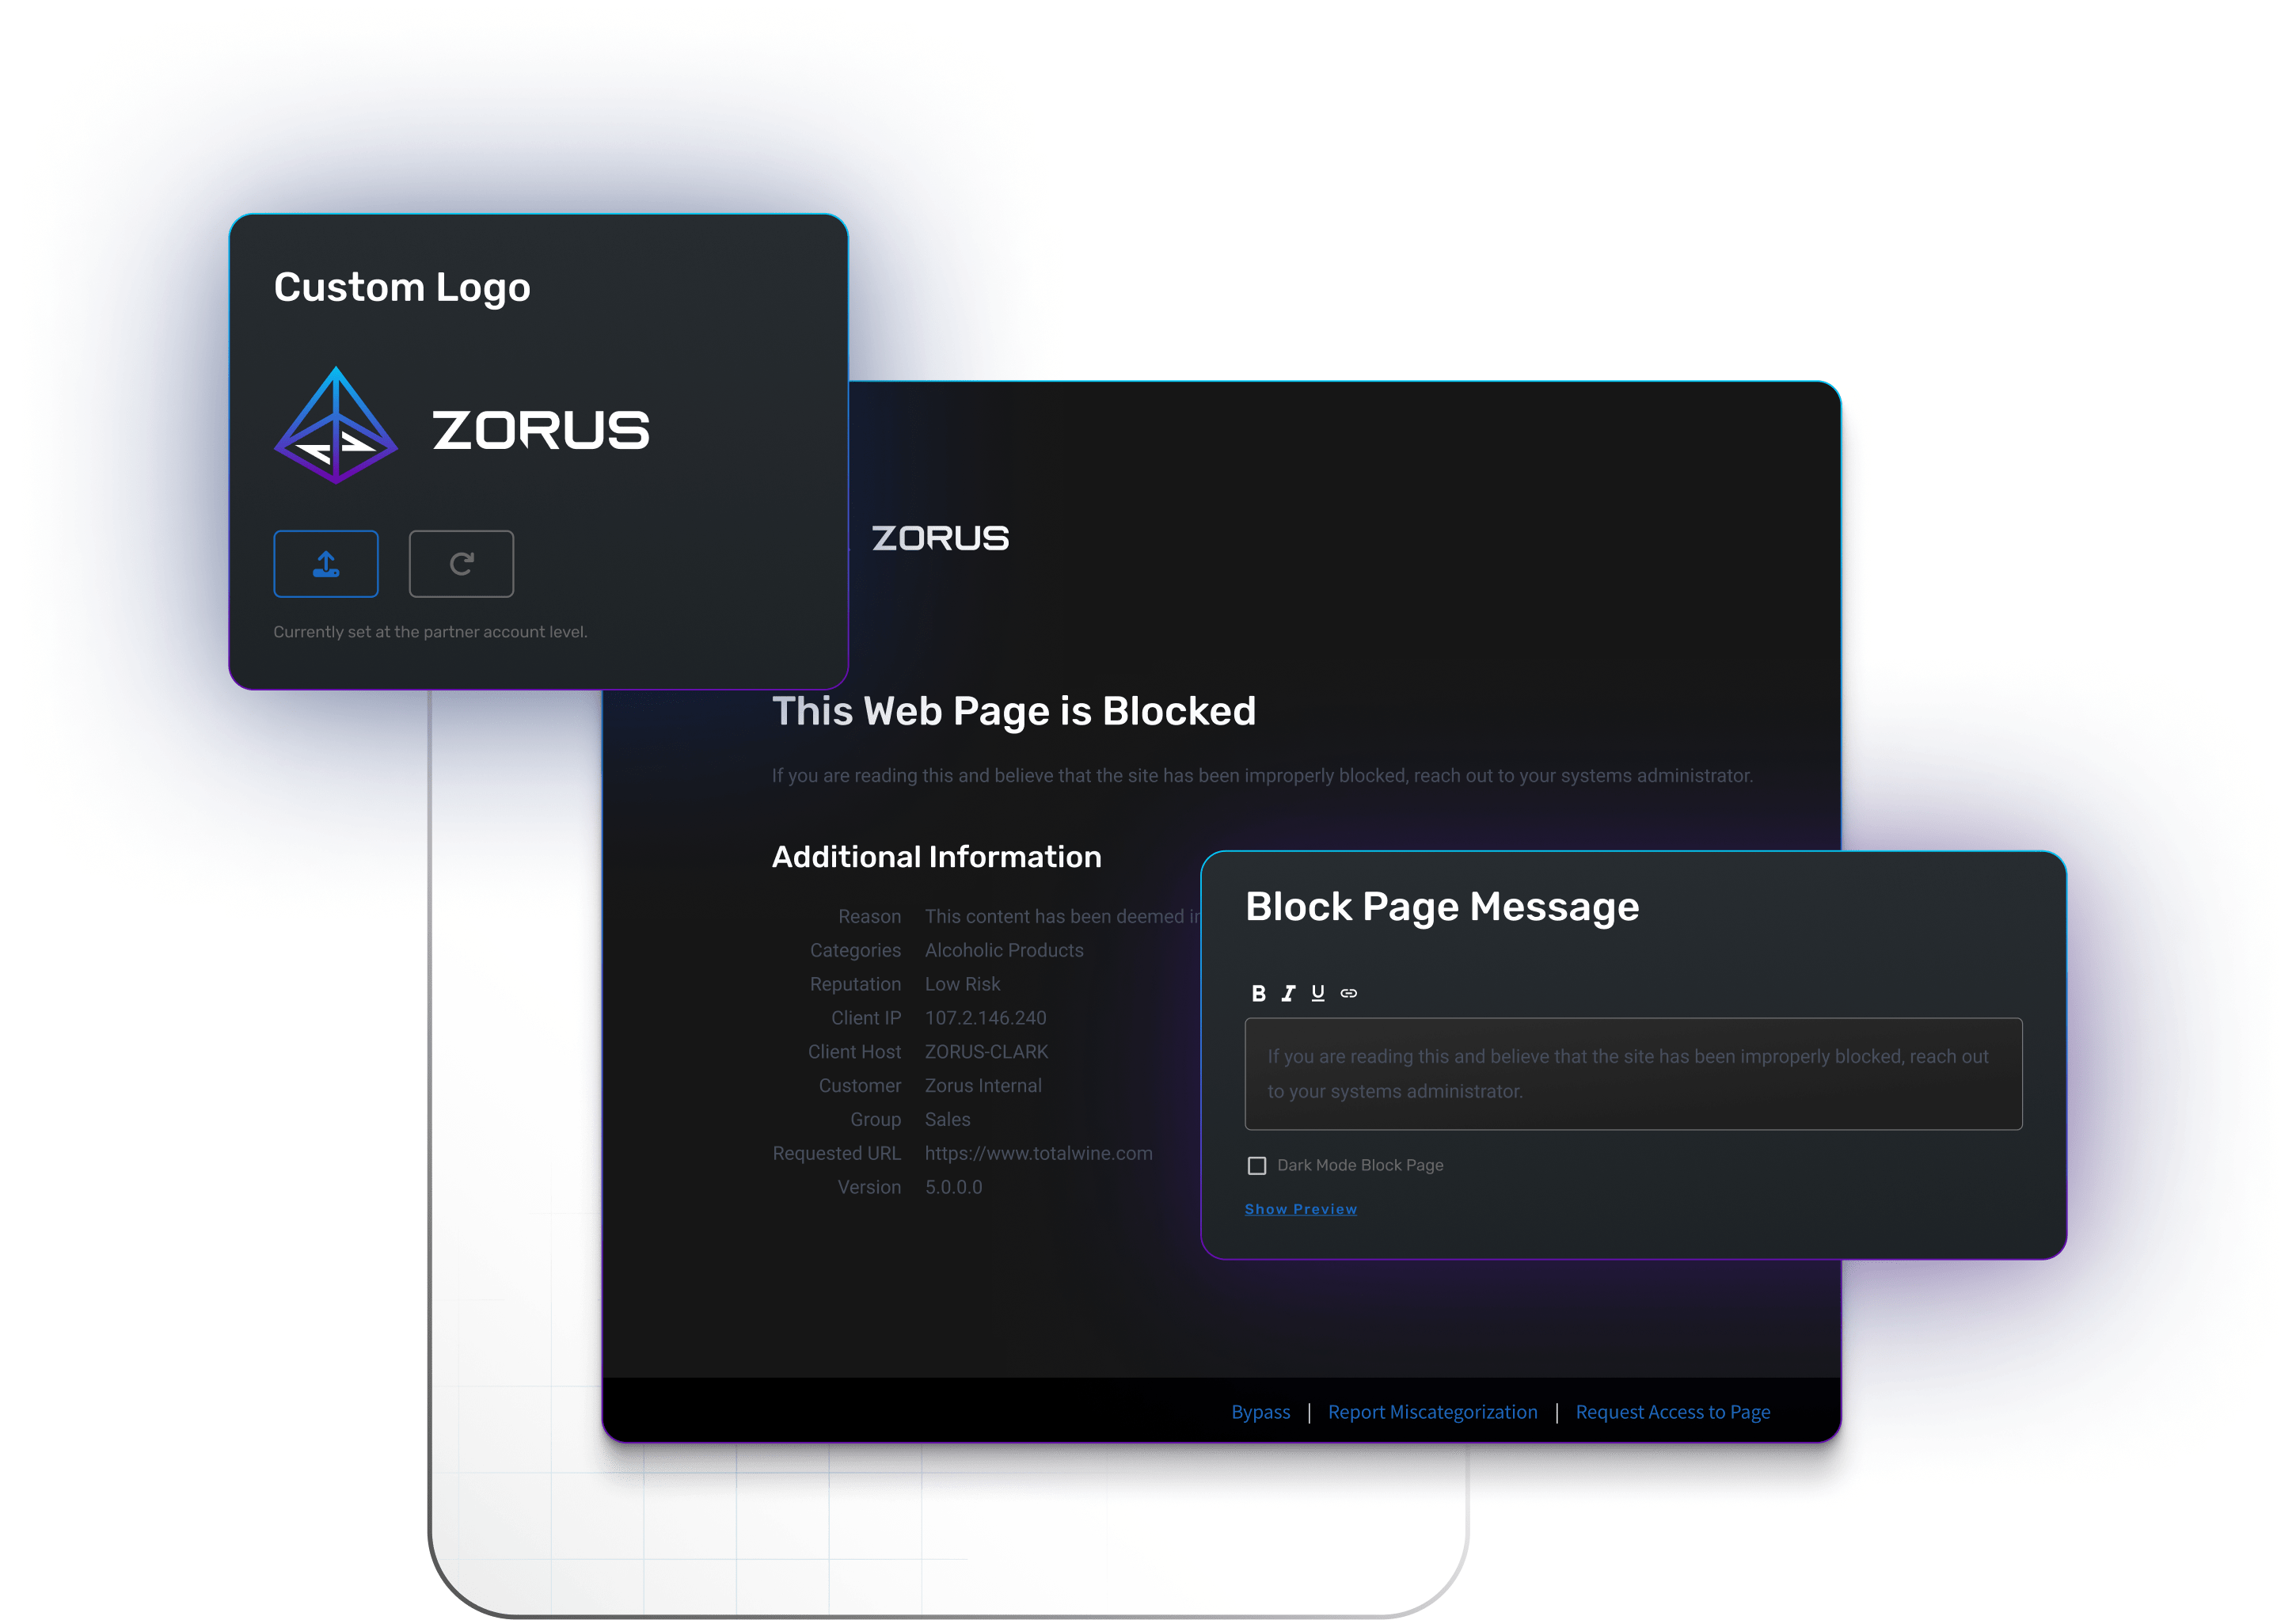 Custom Logo
ZORUS
Currently set at the partner account level.
ZORUS
This Web Page is Blocked
If you are reading this and believe that the site has been improperly blocked, reach out to your systems administrator.
Additional Information
Reason This content has been deemed
Categories Alcoholic Products
Reputation Low Risk
Client IP 107.2.146.240
Client Host ZORUS-CLARK
Customer Zorus Internal
Group Sales
Requested URL https://www.totalwine.com
Version 5.0.0.0
Block Page Message
B I U
If you are reading this and believe that the site has been improperly blocked, reach out
to your systems administrator.
Dark Mode Block Page
Show Preview
Bypass | Report Miscategorization | Request Access to Page